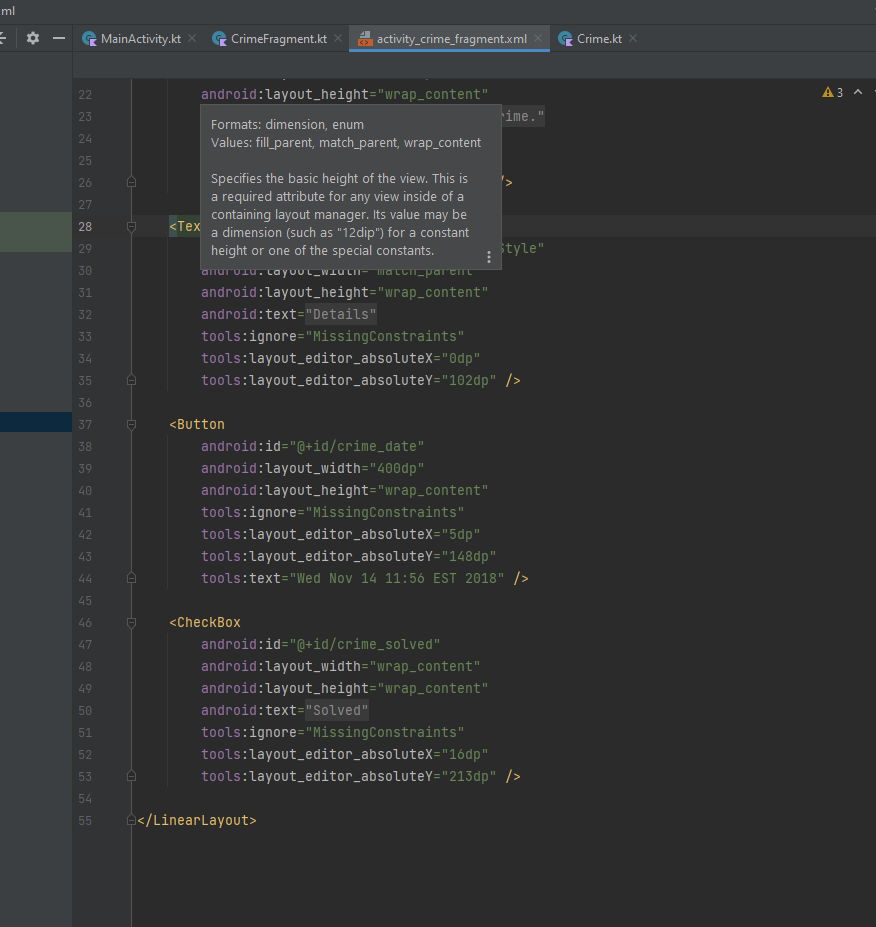 ml
MainActivity.kt CrimeFragment.kt activity_crime_fragment.xml Crime.kt
22 android:layout_height="wrap_content"
3
23 rime."
Formats: dimension, enum
24
Values: fill_parent, match_parent, wrap_content
25
Specifies the basic height of the view. This is
26 />
a required attribute for any view inside of a
27
containing layout manager. Its value may be
a dimension (such as "12dip") for a constant
28 <Tex
height or one of the special constants.
29 Style"
30 android:layout_width="match_parent"
31 android:layout_height="wrap_content"
32 android:text="Details"
33 tools:ignore="MissingConstraints"
34 tools:layout_editor_absoluteX="0dp"
35 tools:layout_editor_absoluteY="102dp" />
36
37 <Button
38 android:id="@+id/crime_date"
39 android:layout_width="400dp"
40 android:layout_height="wrap_content"
41 tools:ignore="MissingConstraints"
42 tools:layout_editor_absoluteX="5dp"
43 tools:layout_editor_absoluteY="148dp"
44 tools:text="Wed Nov 14 11:56 EST 2018" />
45
46 <CheckBox
47 android:id="@+id/crime_solved"
48 android:layout_width="wrap_content"
49 android:layout_height="wrap_content"
50 android:text="Solved"
51 tools:ignore="MissingConstraints"
52 tools:layout_editor_absoluteX="16dp"
53 tools:layout_editor_absoluteY="213dp" />
54
55 </LinearLayout>